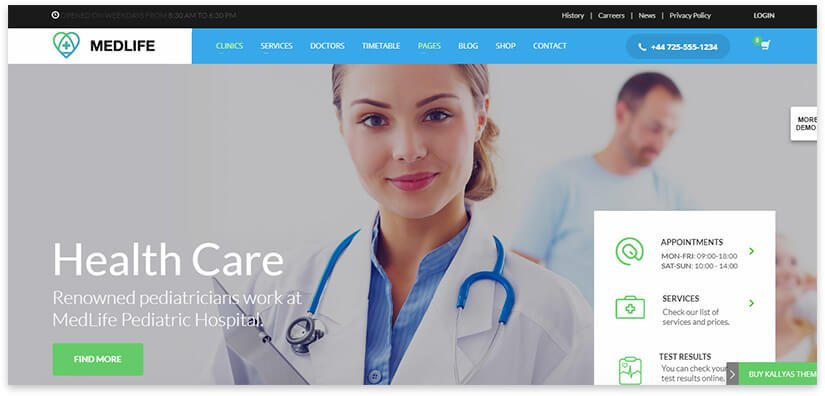 OPENED ON WEEKDAYS FROM 8:30 AM TO 6:30 PM
History | Carreers | News | Privacy Policy
LOGIN
MEDLIFE
CLINICS SERVICES DOCTORS TIMETABLE PAGES BLOG SHOP CONTACT
+44 725-555-1234
0
MORE
DEMO
Health Care
Renowned pediatricians work at
MedLife Pediatric Hospital.
FIND MORE
APPOINTMENTS
MON-FRI: 09:00-18:00
SAT-SUN: 10:00 - 14:00
SERVICES
Check our list of
services and prices.
TEST RESULTS
You can check your
test results online.
BUY KALLYAS THEM